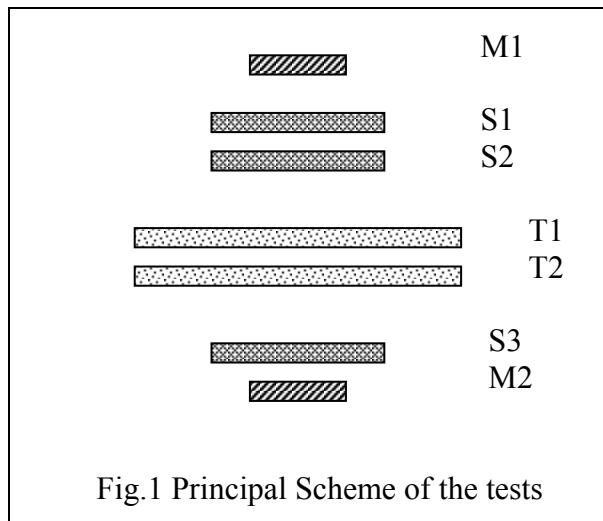 M1
S1
S2
T1
T2
S3
M2
Fig.1 Principal Scheme of the tests